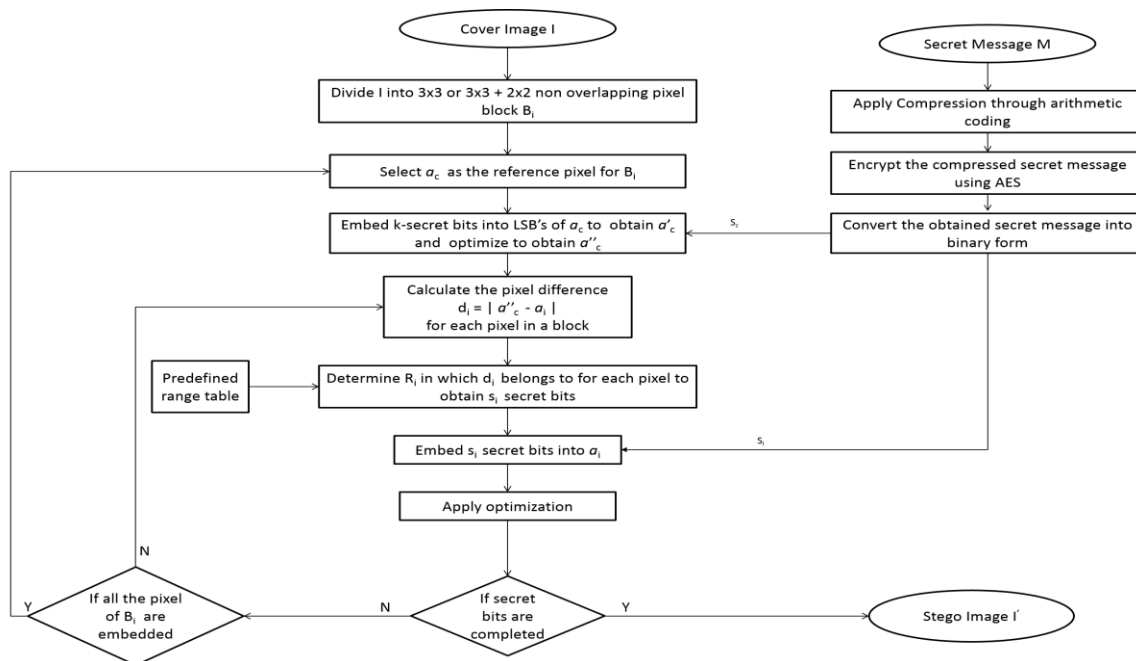 Cover Image I
Divide I into 3x3 or 3x3 + 2x2 non overlapping pixel
block Bᵢ
Select ɑ꜀ as the reference pixel for Bᵢ
Embed k-secret bits into LSB's of ɑ꜀ to obtain ɑ'꜀
and optimize to obtain ɑ''꜀
Calculate the pixel difference
dᵢ = | ɑ''꜀ - ɑᵢ |
for each pixel in a block
Predefined
range table
Determine Rᵢ in which dᵢ belongs to for each pixel to
obtain sᵢ secret bits
Embed sᵢ secret bits into ɑᵢ
Apply optimization
If secret
bits are
completed
N
Y
If all the pixel
of Bᵢ are
embedded
N
Y
Stego Image I'
Secret Message M
Apply Compression through arithmetic
coding
Encrypt the compressed secret message
using AES
Convert the obtained secret message into
binary form
s꜀
sᵢ